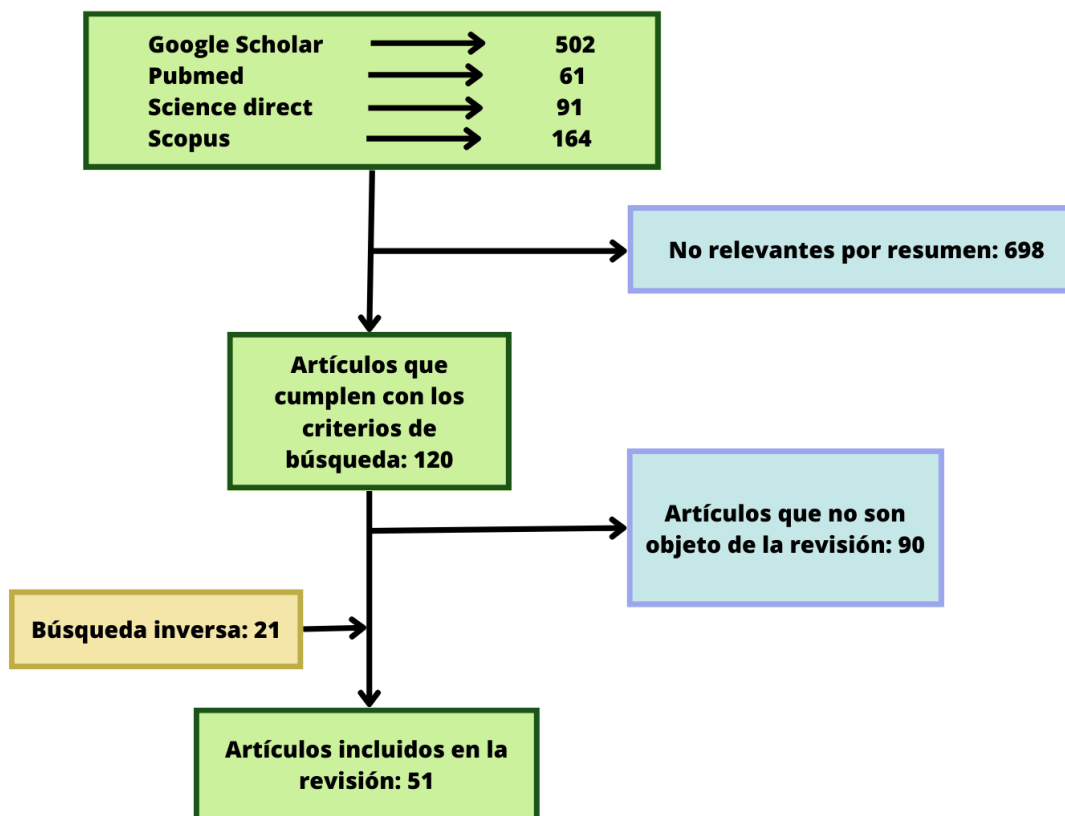 Google Scholar 502
Pubmed 61
Science direct 91
Scopus 164
No relevantes por resumen: 698
Artículos que
cumplen con los
criterios de
búsqueda: 120
Artículos que no son
objeto de la revisión: 90
Búsqueda inversa: 21
Artículos incluidos en la
revisión: 51